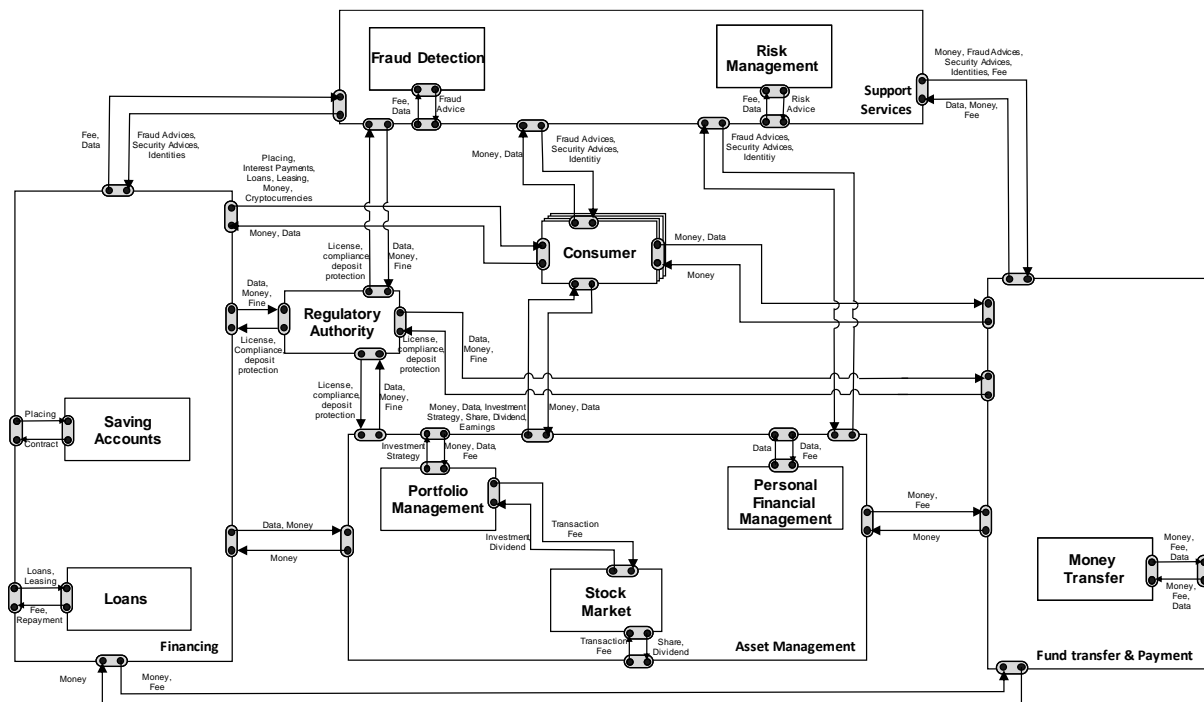 Fraud Detection
Risk
Management
Support
Services
Fee,
Data
Fraud
Advice
Fee,
Data
Risk
Advice
Money, Fraud Advices,
Security Advices,
Identities, Fee
Data, Money,
Fee
Fee,
Data
Fraud Advices,
Security Advices,
Identities
Money, Data
Fraud Advices,
Security Advices,
Identitiy
Fraud Advices,
Security Advices,
Identitiy
Placing,
Interest Payments,
Loans, Leasing,
Money,
Cryptocurrencies
Money, Data
License,
compliance,
deposit
protection
Data,
Money,
Fine
Consumer
Money, Data
Money
Data,
Money,
Fine
License,
Compliance,
deposit
protection
Regulatory
Authority
License,
compliance,
deposit
protection
Data,
Money,
Fine
License,
compliance,
deposit
protection
Data,
Money,
Fine
Money, Data, Investment
Strategy, Share, Dividend,
Earnings
Money, Data
Placing
Contract
Saving
Accounts
Investment
Strategy
Money, Data,
Fee
Data
Data,
Fee
Portfolio
Management
Personal
Financial
Management
Investment,
Dividend
Transaction
Fee
Money,
Fee
Money
Data, Money
Money
Stock
Market
Transaction
Fee
Share,
Dividend
Loans,
Leasing
Fee,
Repayment
Loans
Financing
Asset Management
Money
Transfer
Money,
Fee,
Data
Money,
Fee,
Data
Fund transfer & Payment
Money
Money,
Fee